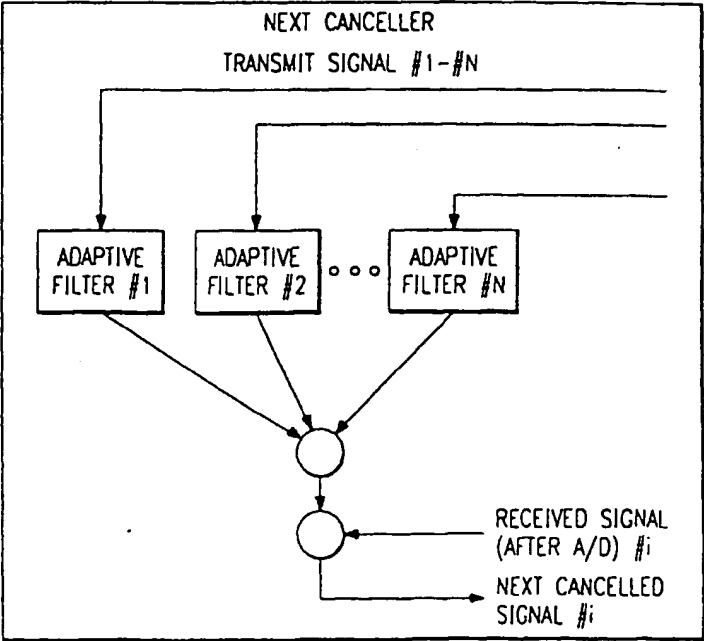 NEXT CANCELLER
TRANSMIT SIGNAL #1-#N
ADAPTIVE
FILTER #1
ADAPTIVE
FILTER #2
ADAPTIVE
FILTER #N
RECEIVED SIGNAL
(AFTER A/D) #i
NEXT CANCELLED
SIGNAL #i